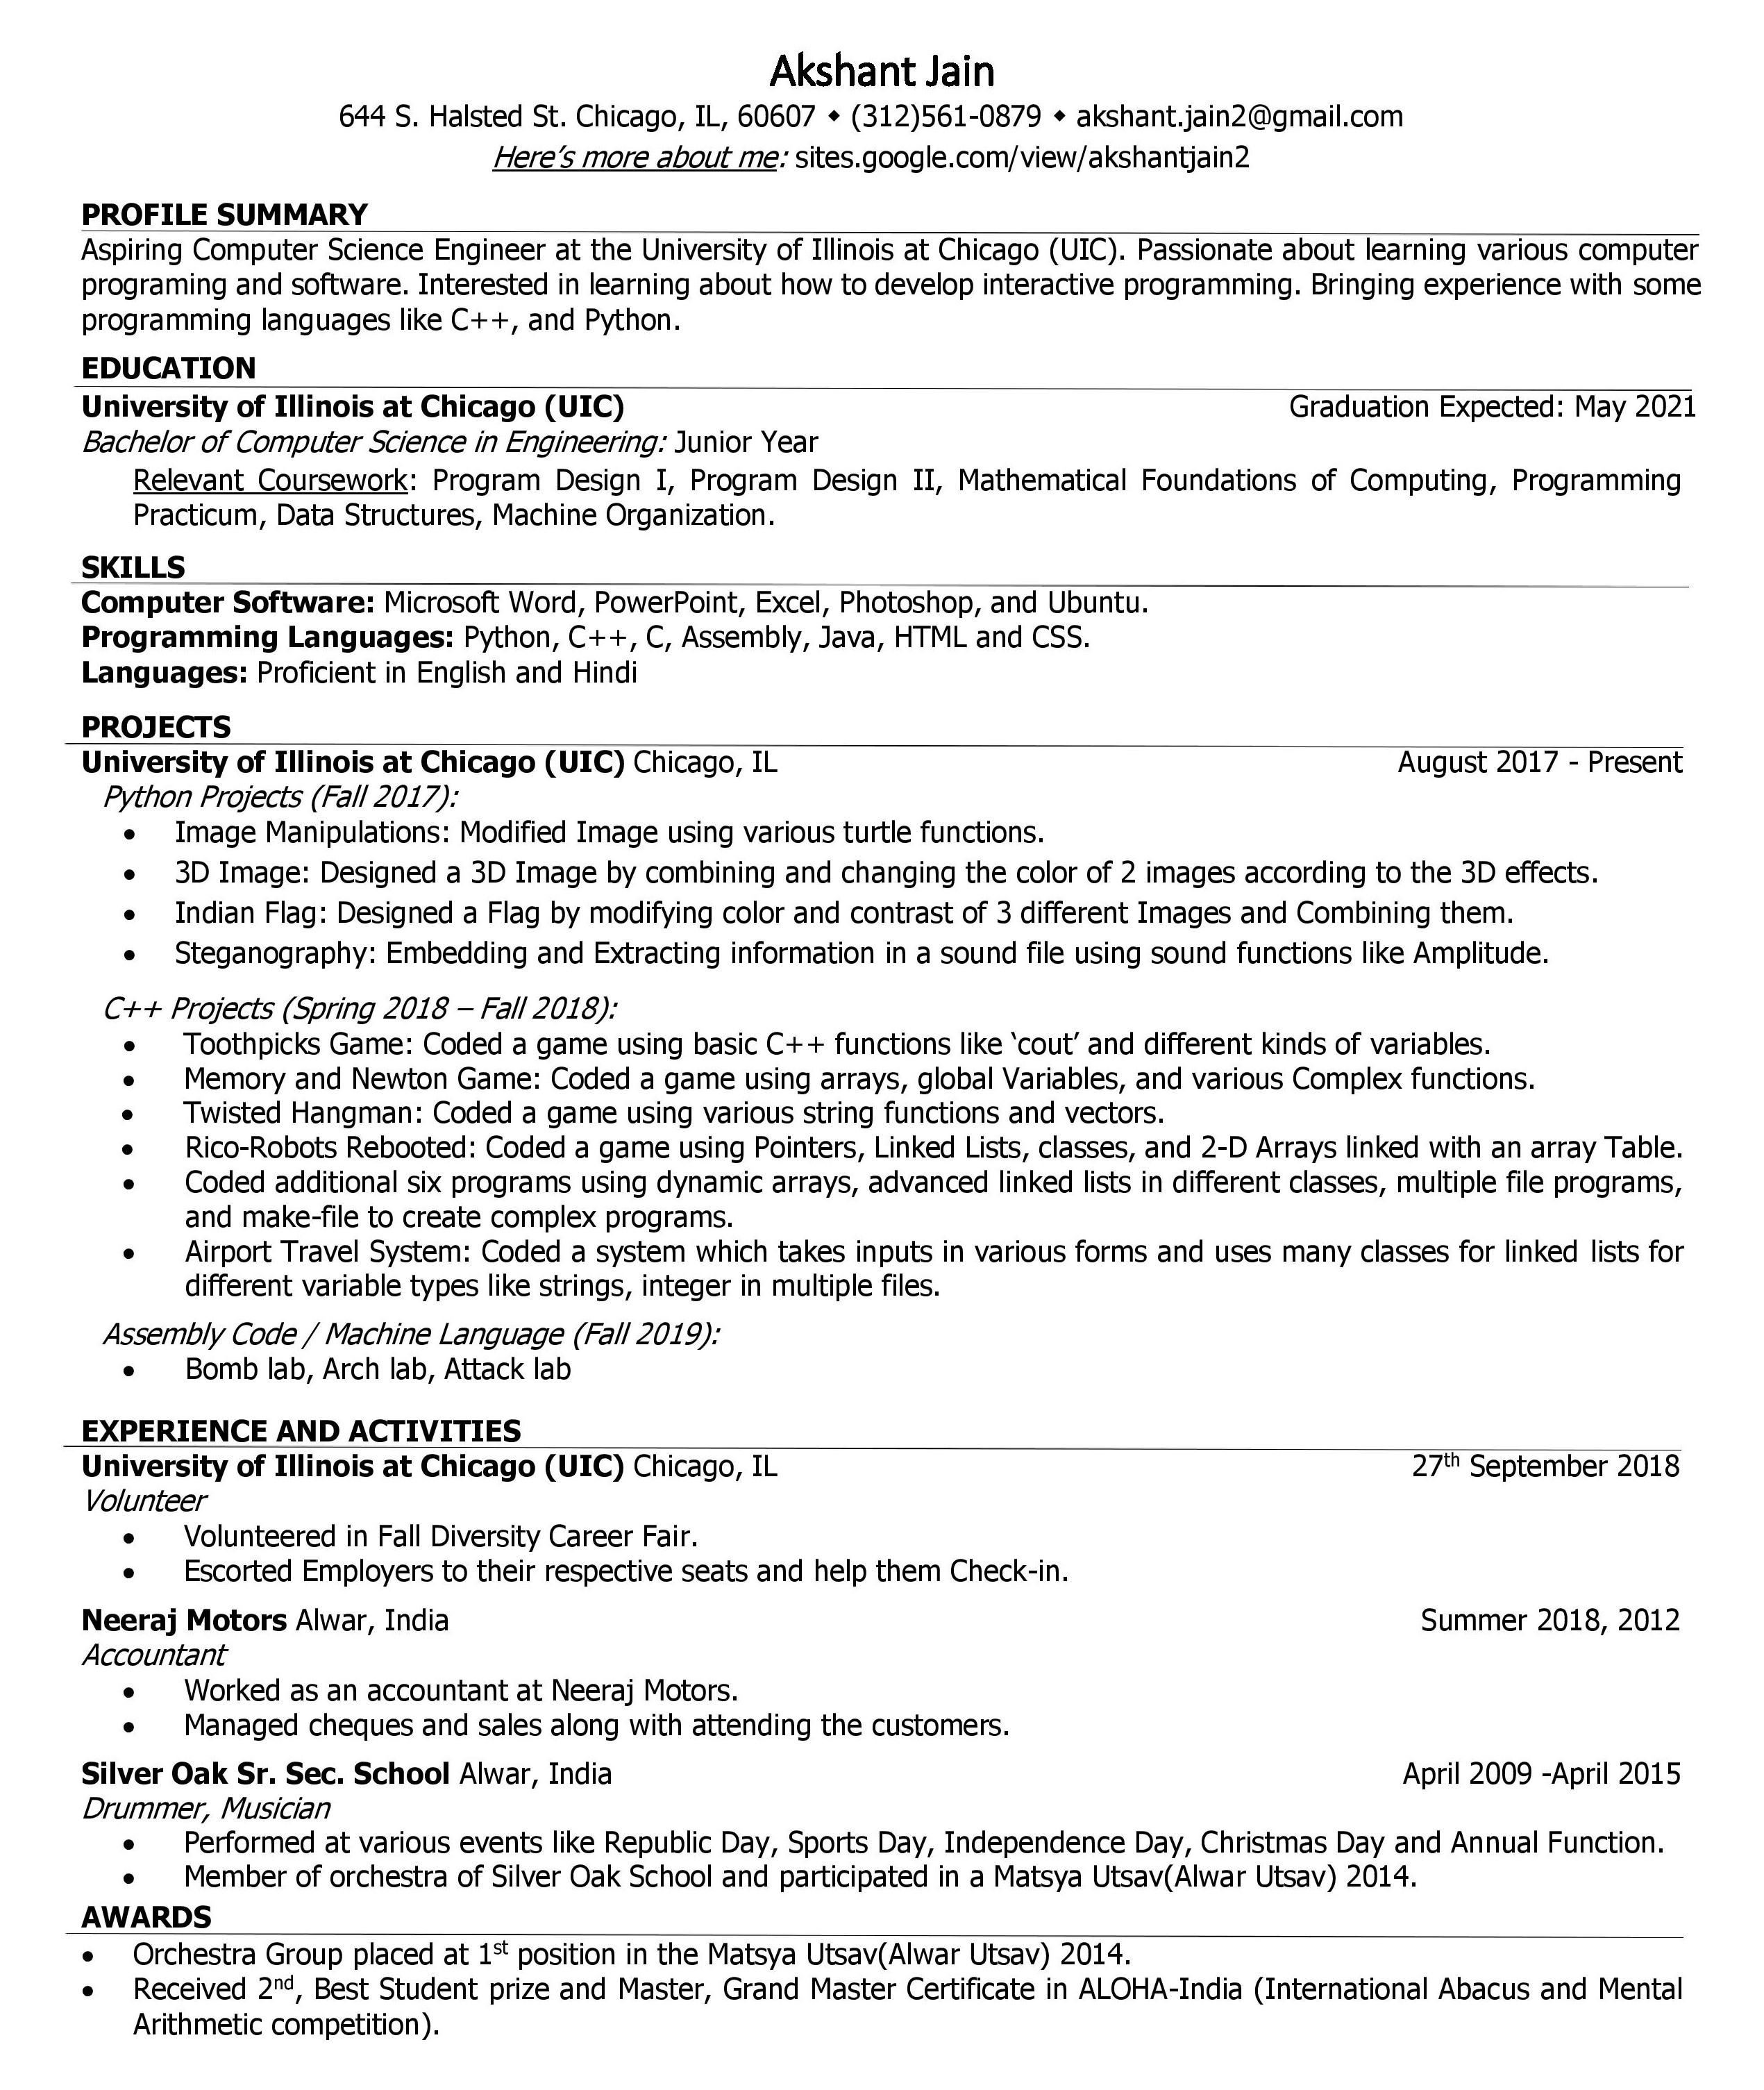 Akshant Jain
644 S. Halsted St. Chicago, IL, 60607 ⬥ (312)561-0879 ⬥ akshant.jain2@gmail.com
Here’s more about me: sites.google.com/view/akshantjain2
PROFILE SUMMARY
Aspiring Computer Science Engineer at the University of Illinois at Chicago (UIC). Passionate about learning various computer
programing and software. Interested in learning about how to develop interactive programming. Bringing experience with some
programming languages like C++, and Python.
EDUCATION
University of Illinois at Chicago (UIC) Graduation Expected: May 2021
Bachelor of Computer Science in Engineering: Junior Year
Relevant Coursework: Program Design I, Program Design II, Mathematical Foundations of Computing, Programming
Practicum, Data Structures, Machine Organization.
SKILLS
Computer Software: Microsoft Word, PowerPoint, Excel, Photoshop, and Ubuntu.
Programming Languages: Python, C++, C, Assembly, Java, HTML and CSS.
Languages: Proficient in English and Hindi
PROJECTS
University of Illinois at Chicago (UIC) Chicago, IL August 2017 - Present
Python Projects (Fall 2017):
• Image Manipulations: Modified Image using various turtle functions.
• 3D Image: Designed a 3D Image by combining and changing the color of 2 images according to the 3D effects.
• Indian Flag: Designed a Flag by modifying color and contrast of 3 different Images and Combining them.
• Steganography: Embedding and Extracting information in a sound file using sound functions like Amplitude.
C++ Projects (Spring 2018 – Fall 2018):
• Toothpicks Game: Coded a game using basic C++ functions like ‘cout’ and different kinds of variables.
• Memory and Newton Game: Coded a game using arrays, global Variables, and various Complex functions.
• Twisted Hangman: Coded a game using various string functions and vectors.
• Rico-Robots Rebooted: Coded a game using Pointers, Linked Lists, classes, and 2-D Arrays linked with an array Table.
• Coded additional six programs using dynamic arrays, advanced linked lists in different classes, multiple file programs,
and make-file to create complex programs.
• Airport Travel System: Coded a system which takes inputs in various forms and uses many classes for linked lists for
different variable types like strings, integer in multiple files.
Assembly Code / Machine Language (Fall 2019):
• Bomb lab, Arch lab, Attack lab
EXPERIENCE AND ACTIVITIES
University of Illinois at Chicago (UIC) Chicago, IL 27th September 2018
Volunteer
• Volunteered in Fall Diversity Career Fair.
• Escorted Employers to their respective seats and help them Check-in.
Neeraj Motors Alwar, India Summer 2018, 2012
Accountant
• Worked as an accountant at Neeraj Motors.
• Managed cheques and sales along with attending the customers.
Silver Oak Sr. Sec. School Alwar, India April 2009 -April 2015
Drummer, Musician
• Performed at various events like Republic Day, Sports Day, Independence Day, Christmas Day and Annual Function.
• Member of orchestra of Silver Oak School and participated in a Matsya Utsav(Alwar Utsav) 2014.
AWARDS
• Orchestra Group placed at 1st position in the Matsya Utsav(Alwar Utsav) 2014.
• Received 2nd, Best Student prize and Master, Grand Master Certificate in ALOHA-India (International Abacus and Mental
Arithmetic competition).